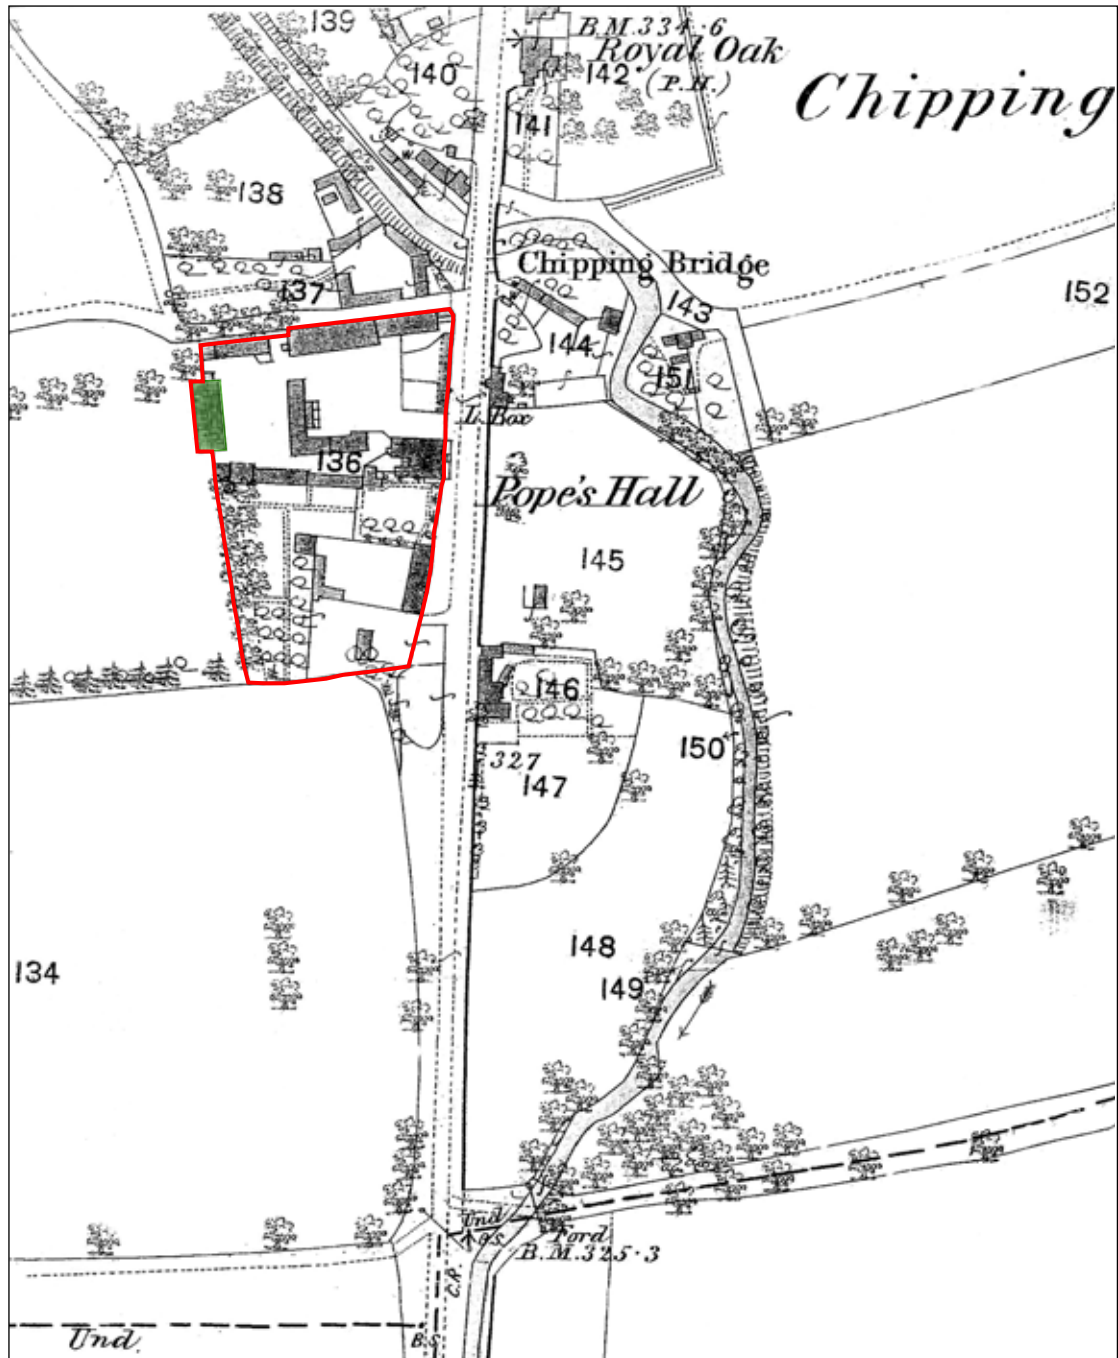 139
B.M.334·6
Royal Oak
(P.H.)
140
142
Chipping
141
138
Chipping Bridge
137
143
152
144
151
L. Box
136
Pope's Hall
145
146
150
327
147
148
149
134
Und
B.S.
Ford
B.M.325·3
C.R.
Und.
B.S.